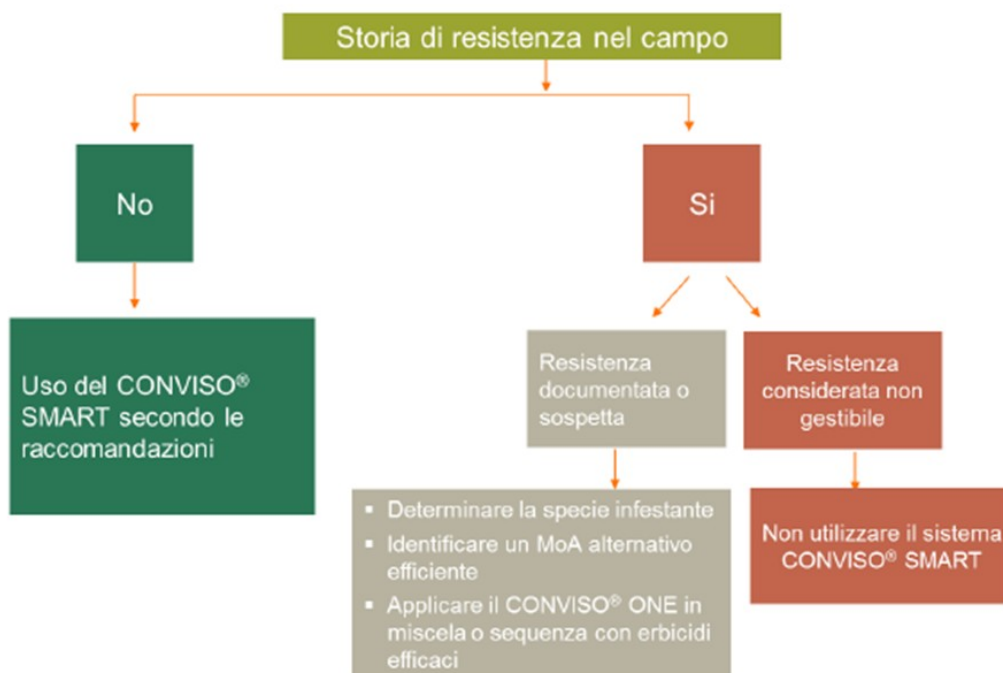 Storia di resistenza nel campo
No
Si
Uso del CONVISO®
SMART secondo le
raccomandazioni
Resistenza
documentata o
sospetta
Resistenza
considerata non
gestibile
▪ Determinare la specie infestante
▪ Identificare un MoA alternativo
efficiente
▪ Applicare il CONVISO® ONE in
miscela o sequenza con erbicidi
efficaci
Non utilizzare il sistema
CONVISO® SMART